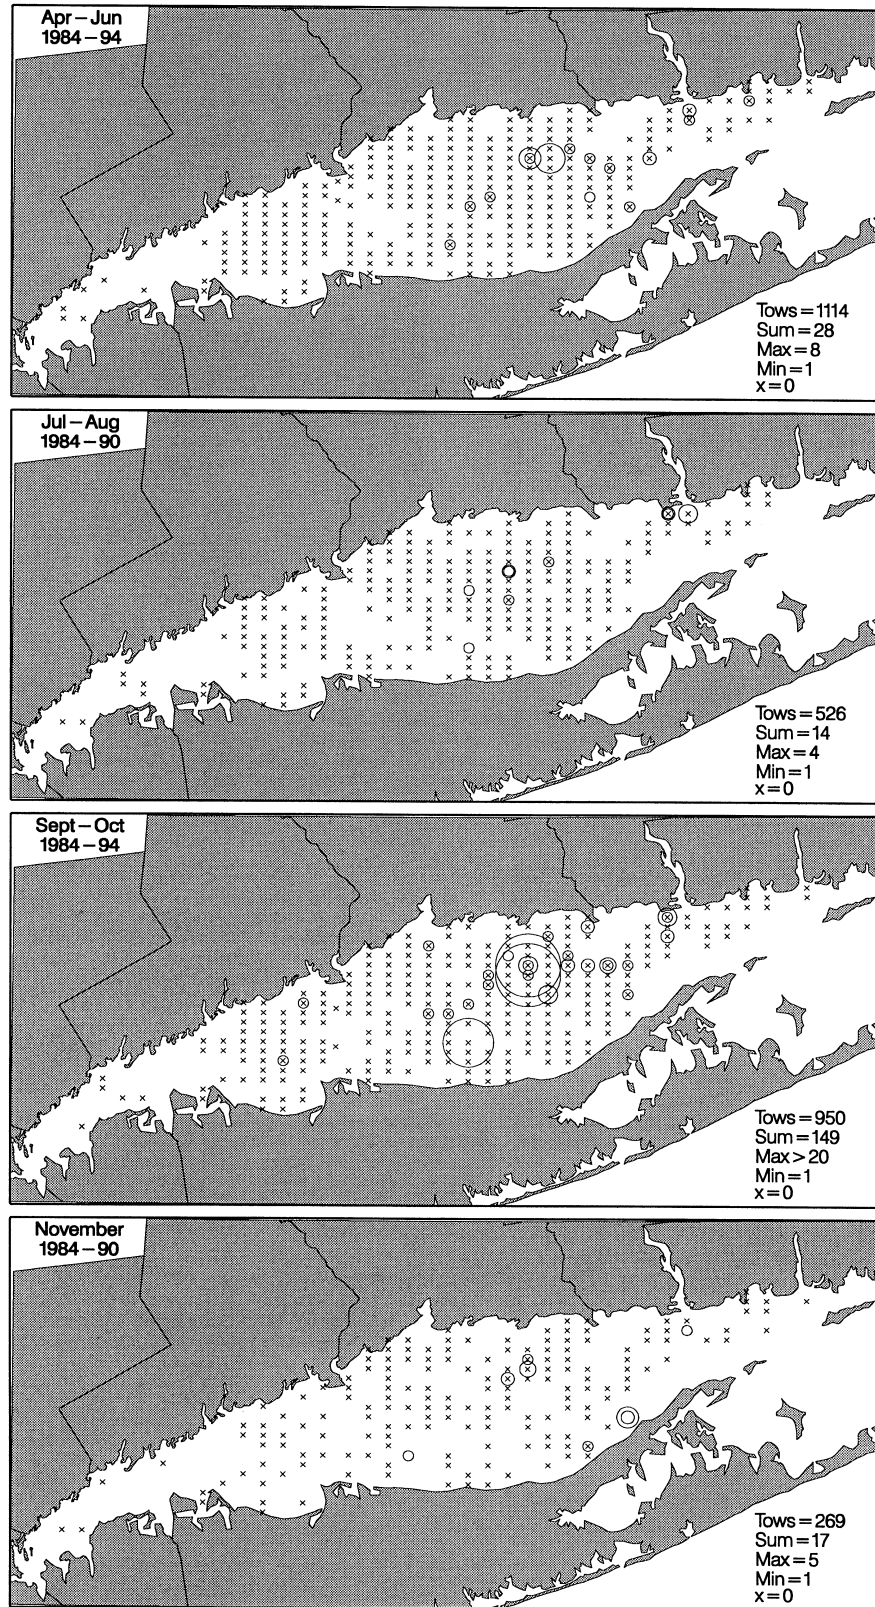 Apr – Jun
1984 – 94
Tows = 1114
Sum = 28
Max = 8
Min = 1
x = 0
Jul – Aug
1984 – 90
Tows = 526
Sum = 14
Max = 4
Min = 1
x = 0
Sept – Oct
1984 – 94
Tows = 950
Sum = 149
Max > 20
Min = 1
x = 0
November
1984 – 90
Tows = 269
Sum = 17
Max = 5
Min = 1
x = 0